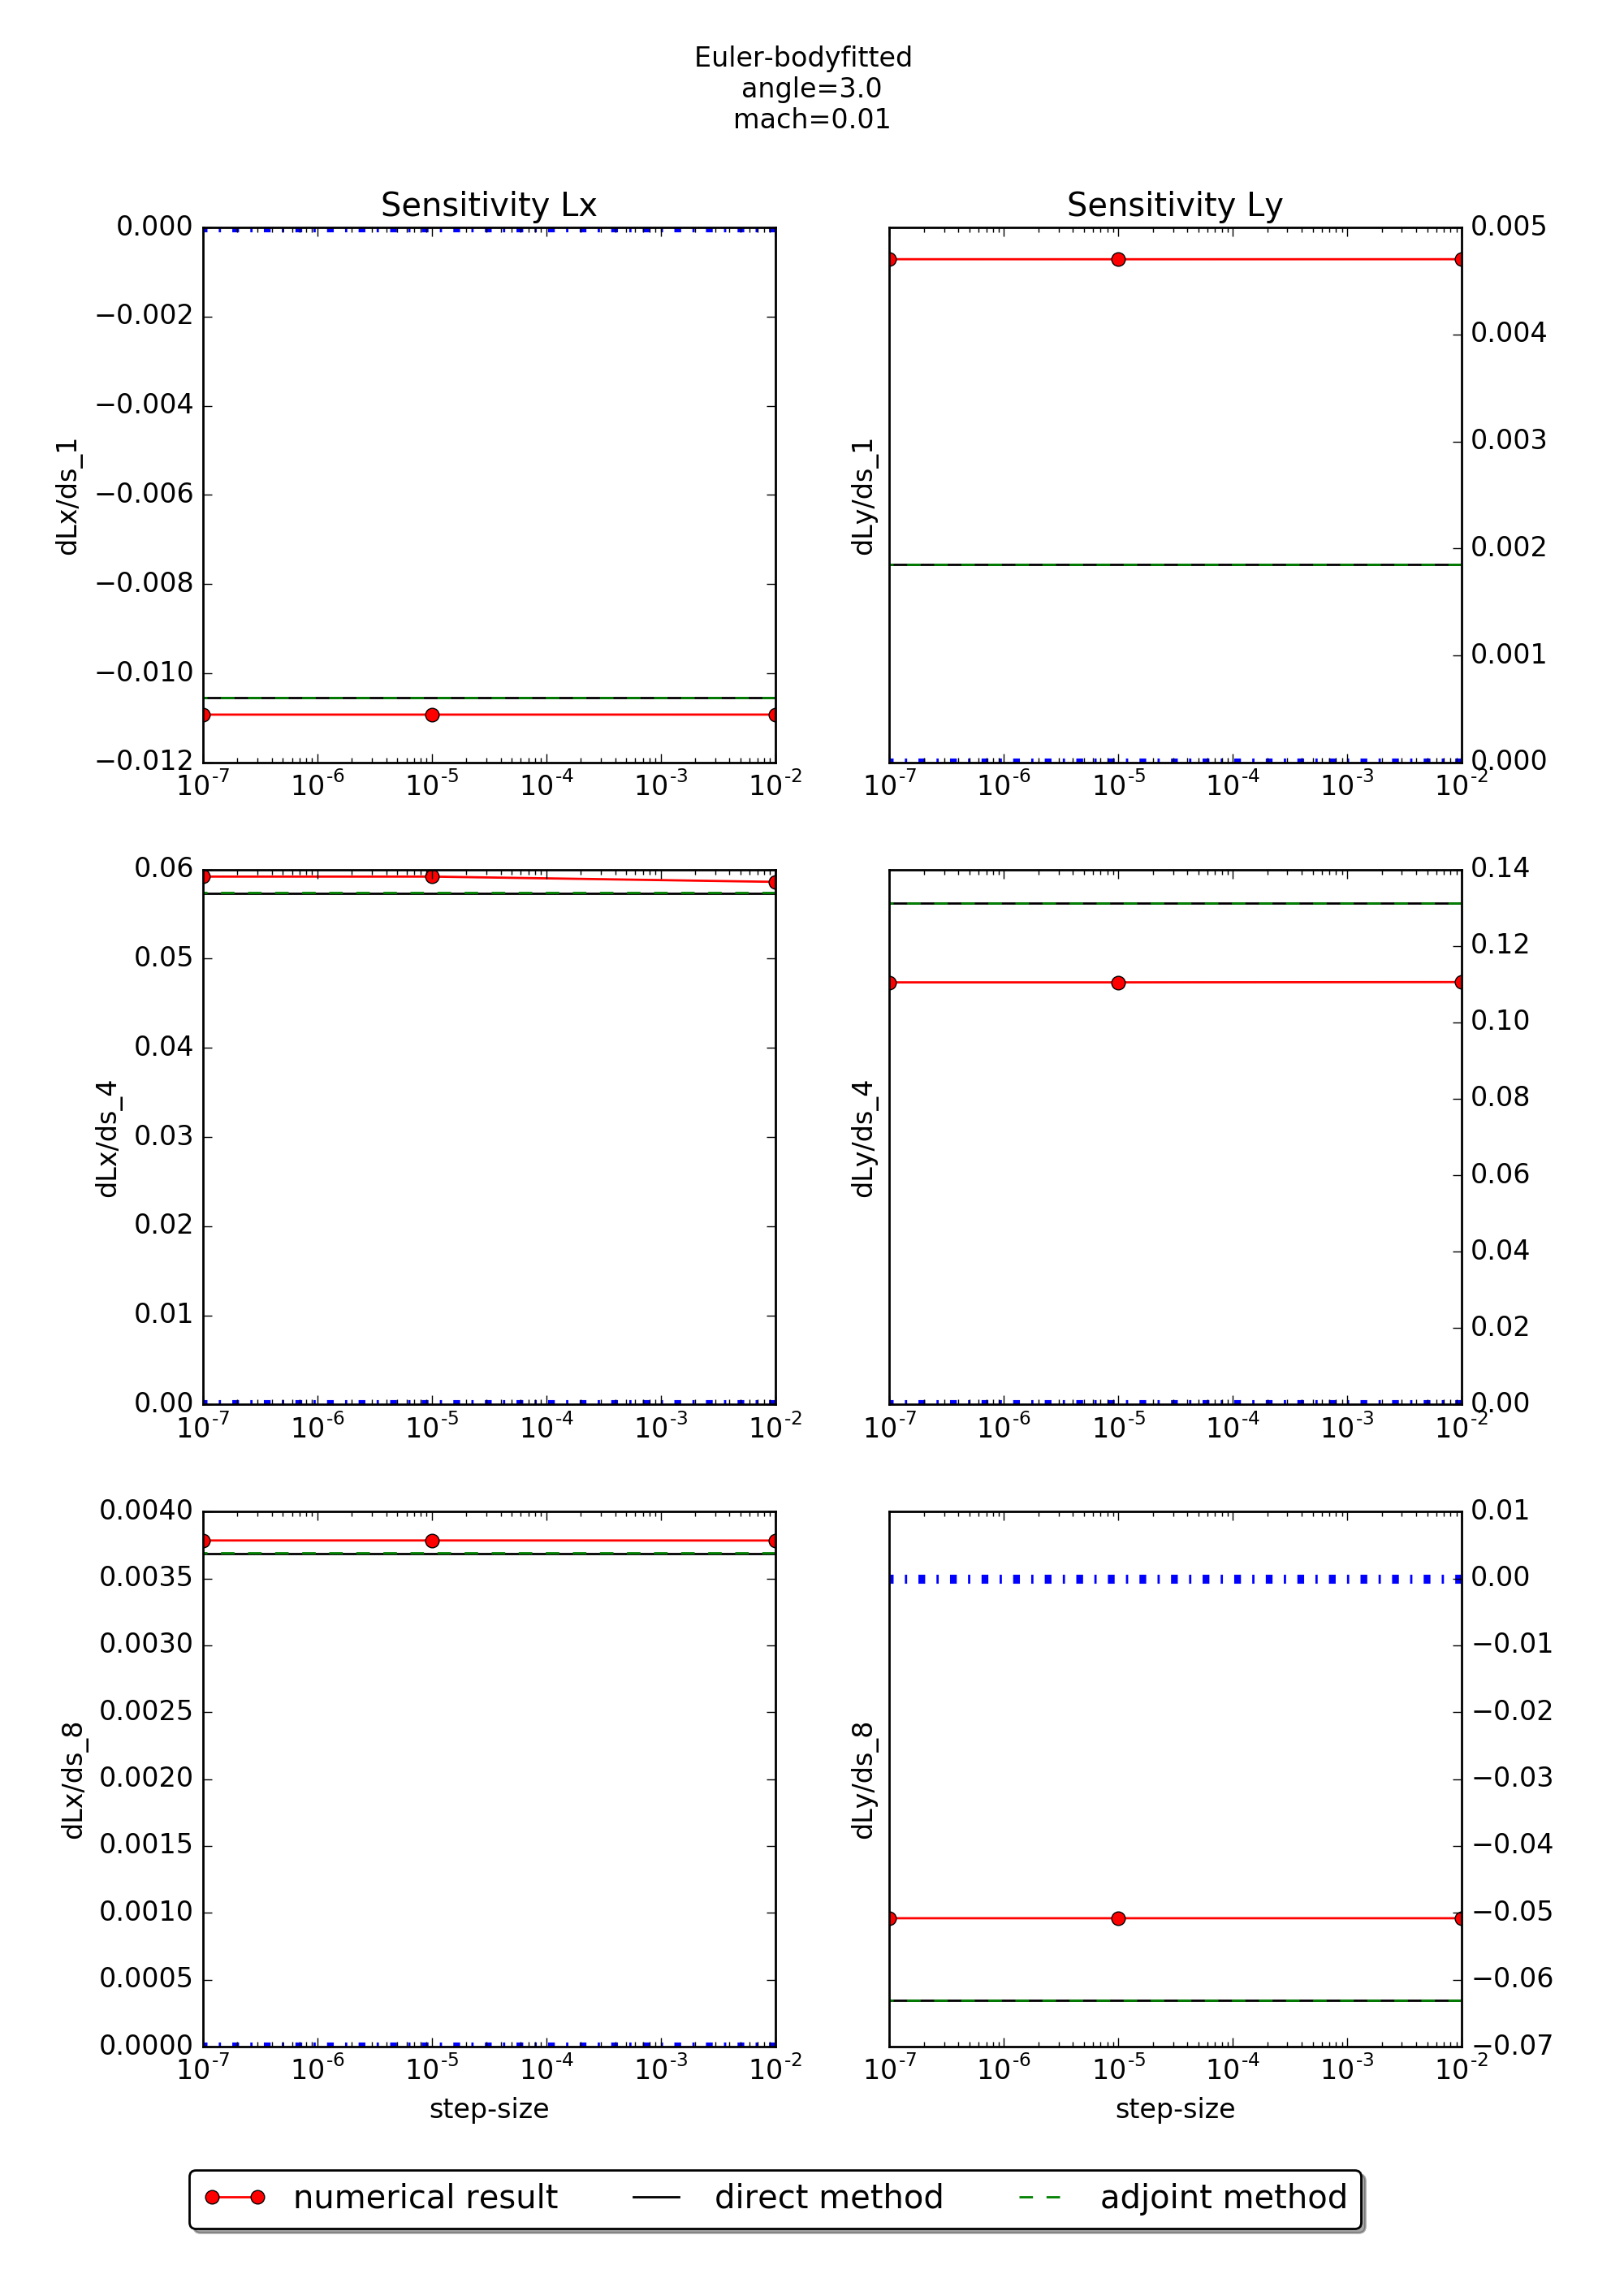 Euler-bodyfitted
angle=3.0
mach=0.01
Sensitivity Lx
Sensitivity Ly
dLx/ds_1
0.000
−0.002
−0.004
−0.006
−0.008
−0.010
−0.012
10^-7 10^-6 10^-5 10^-4 10^-3 10^-2
dLy/ds_1
0.005
0.004
0.003
0.002
0.001
0.000
10^-7 10^-6 10^-5 10^-4 10^-3 10^-2
dLx/ds_4
0.06
0.05
0.04
0.03
0.02
0.01
0.00
10^-7 10^-6 10^-5 10^-4 10^-3 10^-2
dLy/ds_4
0.14
0.12
0.10
0.08
0.06
0.04
0.02
0.00
10^-7 10^-6 10^-5 10^-4 10^-3 10^-2
dLx/ds_8
0.0040
0.0035
0.0030
0.0025
0.0020
0.0015
0.0010
0.0005
0.0000
10^-7 10^-6 10^-5 10^-4 10^-3 10^-2
step-size
dLy/ds_8
0.01
0.00
−0.01
−0.02
−0.03
−0.04
−0.05
−0.06
−0.07
10^-7 10^-6 10^-5 10^-4 10^-3 10^-2
step-size
numerical result direct method adjoint method